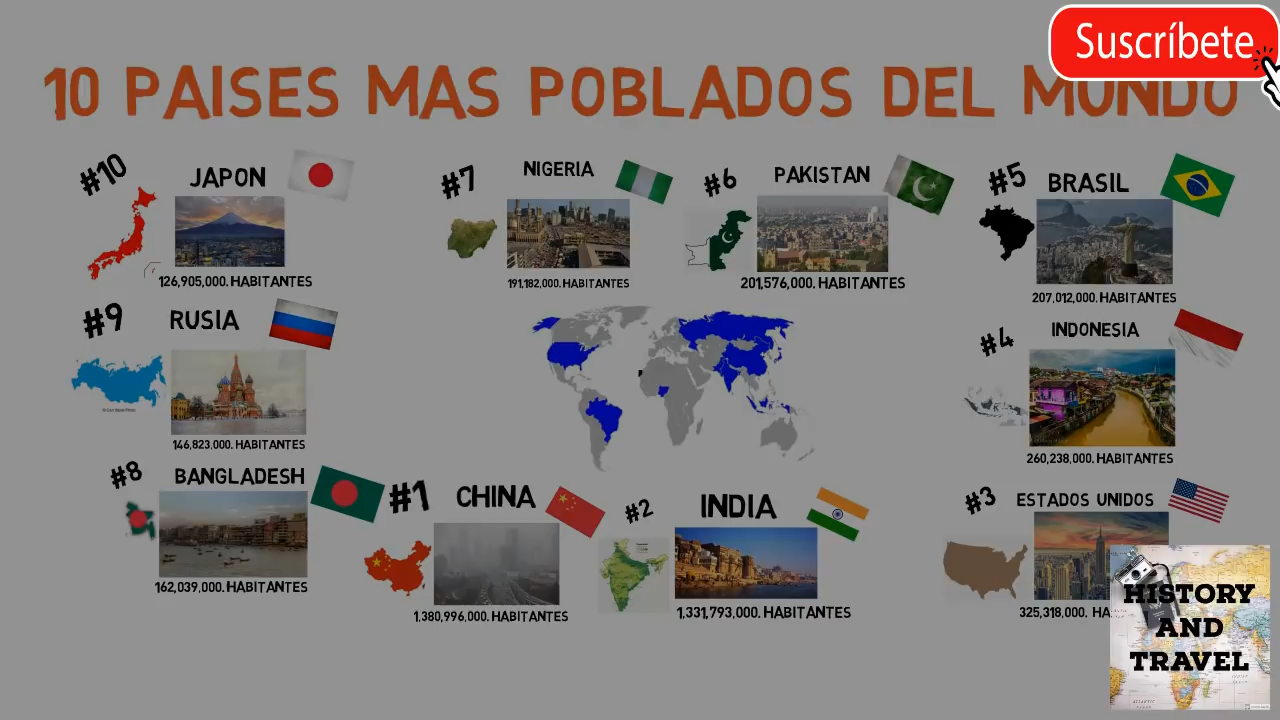 Suscríbete
10 PAISES MAS POBLADOS DEL MUNDO
#10 JAPON
126,905,000. HABITANTES
#7 NIGERIA
191,182,000. HABITANTES
#6 PAKISTAN
201,576,000. HABITANTES
#5 BRASIL
207,012,000. HABITANTES
#9 RUSIA
146,823,000. HABITANTES
#4 INDONESIA
260,238,000. HABITANTES
#8 BANGLADESH
162,039,000. HABITANTES
#1 CHINA
1,380,996,000. HABITANTES
#2 INDIA
1,331,793,000. HABITANTES
#3 ESTADOS UNIDOS
325,318,000. HA
HISTORY
AND
TRAVEL